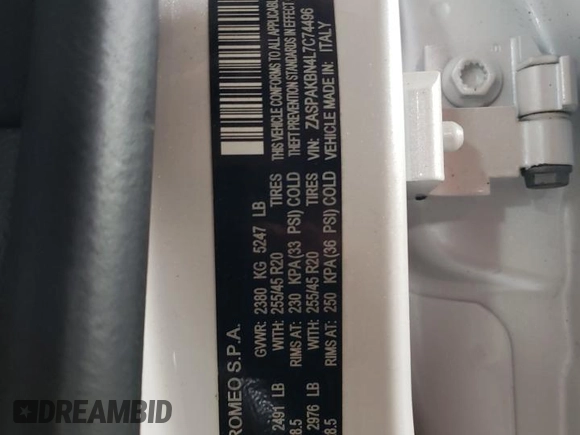 ROMEO S.P.A.
GVWR: 2380 KG 5247 LB
2491 LB WITH: 255/45 R20 TIRES
8.5 RIMS AT: 230 KPA (33 PSI) COLD
2976 LB WITH: 255/45 R20 TIRES
8.5 RIMS AT: 250 KPA (36 PSI) COLD
THIS VEHICLE CONFORMS TO ALL APPLICABLE
THEFT PREVENTION STANDARDS IN EFFECT
VIN: ZASPAKBN4L7C74496
VEHICLE MADE IN: ITALY
DREAMBID